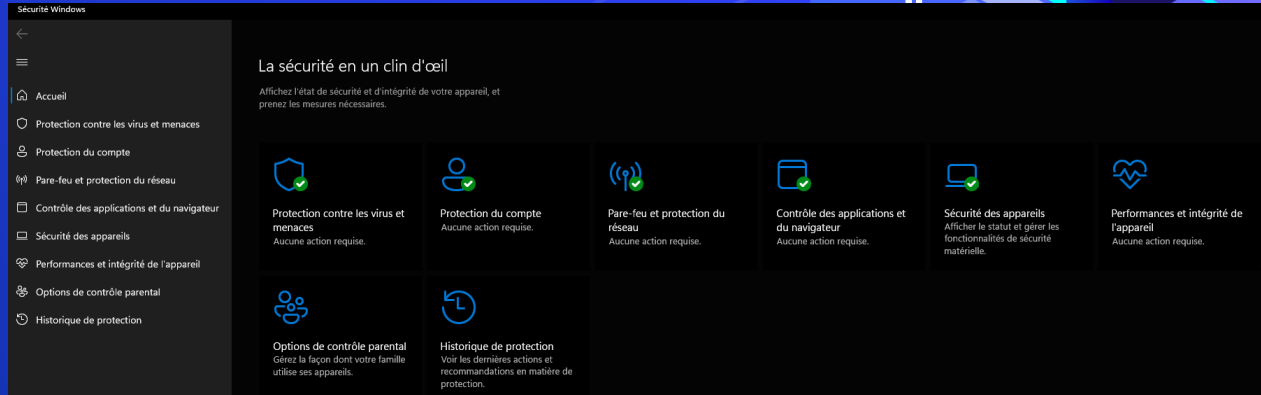 Sécurité Windows
Accueil
Protection contre les virus et menaces
Protection du compte
Pare-feu et protection du réseau
Contrôle des applications et du navigateur
Sécurité des appareils
Performances et intégrité de l'appareil
Options de contrôle parental
Historique de protection
La sécurité en un clin d'œil
Affichez l'état de sécurité et d'intégrité de votre appareil, et
prenez les mesures nécessaires.
Protection contre les virus et
menaces
Aucune action requise.
Protection du compte
Aucune action requise.
Pare-feu et protection du
réseau
Aucune action requise.
Contrôle des applications et
du navigateur
Aucune action requise.
Sécurité des appareils
Afficher le statut et gérer les
fonctionnalités de sécurité
matérielle.
Performances et intégrité de
l'appareil
Aucune action requise.
Options de contrôle parental
Gérez la façon dont votre famille
utilise ses appareils.
Historique de protection
Voir les dernières actions et
recommandations en matière de
protection.